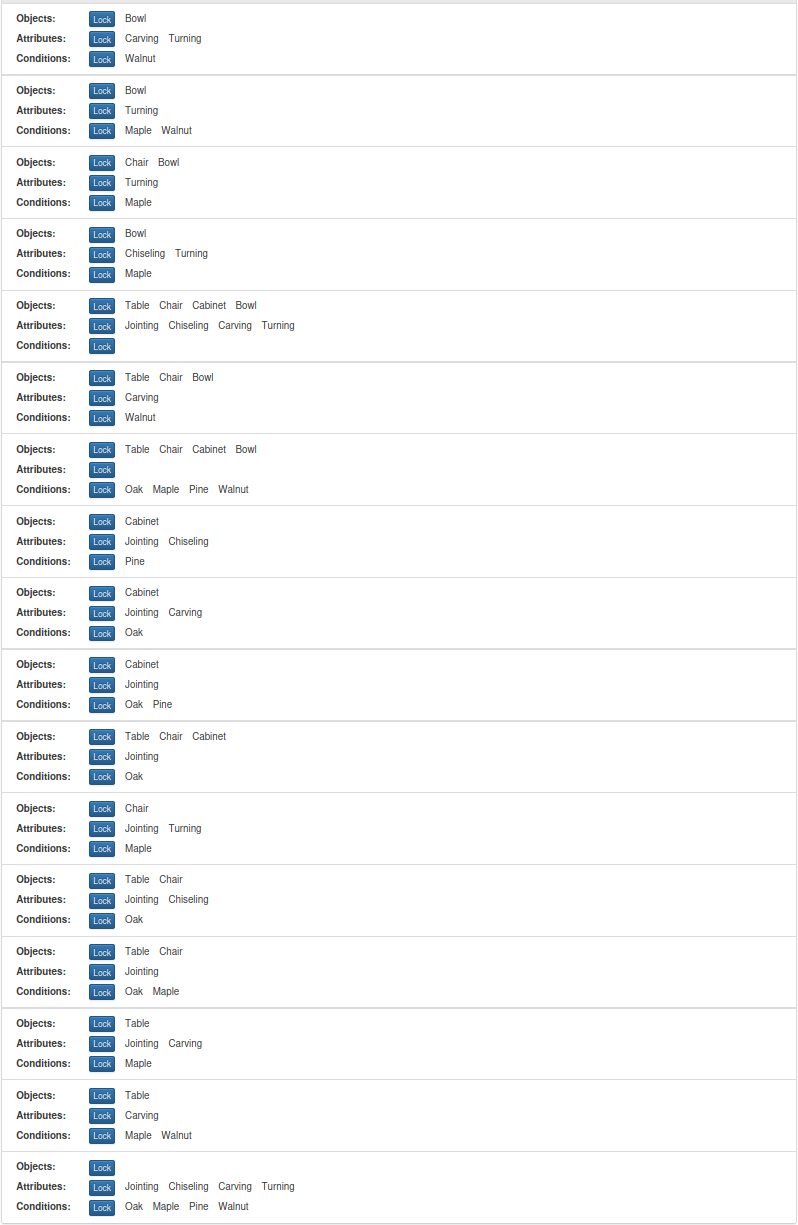 Objects: Lock Bowl
Attributes: Lock Carving Turning
Conditions: Lock Walnut
Objects: Lock Bowl
Attributes: Lock Turning
Conditions: Lock Maple Walnut
Objects: Lock Chair Bowl
Attributes: Lock Turning
Conditions: Lock Maple
Objects: Lock Bowl
Attributes: Lock Chiseling Turning
Conditions: Lock Maple
Objects: Lock Table Chair Cabinet Bowl
Attributes: Lock Jointing Chiseling Carving Turning
Conditions: Lock
Objects: Lock Table Chair Bowl
Attributes: Lock Carving
Conditions: Lock Walnut
Objects: Lock Table Chair Cabinet Bowl
Attributes: Lock
Conditions: Lock Oak Maple Pine Walnut
Objects: Lock Cabinet
Attributes: Lock Jointing Chiseling
Conditions: Lock Pine
Objects: Lock Cabinet
Attributes: Lock Jointing Carving
Conditions: Lock Oak
Objects: Lock Cabinet
Attributes: Lock Jointing
Conditions: Lock Oak Pine
Objects: Lock Table Chair Cabinet
Attributes: Lock Jointing
Conditions: Lock Oak
Objects: Lock Chair
Attributes: Lock Jointing Turning
Conditions: Lock Maple
Objects: Lock Table Chair
Attributes: Lock Jointing Chiseling
Conditions: Lock Oak
Objects: Lock Table Chair
Attributes: Lock Jointing
Conditions: Lock Oak Maple
Objects: Lock Table
Attributes: Lock Jointing Carving
Conditions: Lock Maple
Objects: Lock Table
Attributes: Lock Carving
Conditions: Lock Maple Walnut
Objects: Lock
Attributes: Lock Jointing Chiseling Carving Turning
Conditions: Lock Oak Maple Pine Walnut